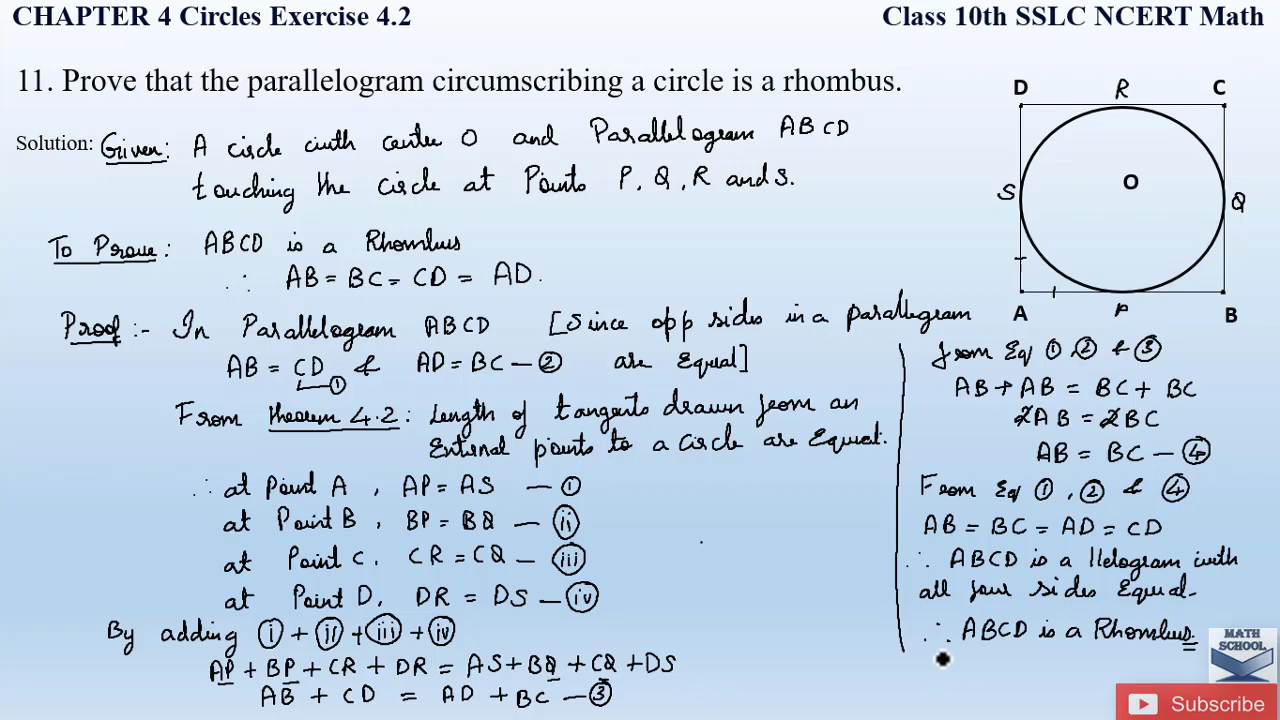 CHAPTER 4 Circles Exercise 4.2
Class 10th SSLC NCERT Math
11. Prove that the parallelogram circumscribing a circle is a rhombus.
Solution: Given: A circle with center O and Parallelogram ABCD
touching the circle at Points P, Q, R and S.
To Prove: ABCD is a Rhombus
∴ AB = BC = CD = AD.
Proof :- In Parallelogram ABCD [Since opp sides in a parallegram
AB = CD & AD = BC — ② are Equal]
①
From theorem 4.2 : Length of tangents drawn from an
External points to a circle are Equal.
∴ at Point A, AP = AS — ①
at Point B, BP = BQ — ⓘⓘ
at Point C, CR = CQ — (iii)
at Point D, DR = DS — (iv)
By adding (i) + (ii) + (iii) + (iv)
AP + BP + CR + DR = AS + BQ + CQ + DS
AB + CD = AD + BC — ③
D R C
S O Q
A P B
from Eq ①, ② & ③
AB + AB = BC + BC
2AB = 2BC
AB = BC — ④
From Eq ①, ② & ④
AB = BC = AD = CD
∴ ABCD is a llelogram with
all four sides Equal.
∴ ABCD is a Rhombus.
MATH
SCHOOL
Subscribe